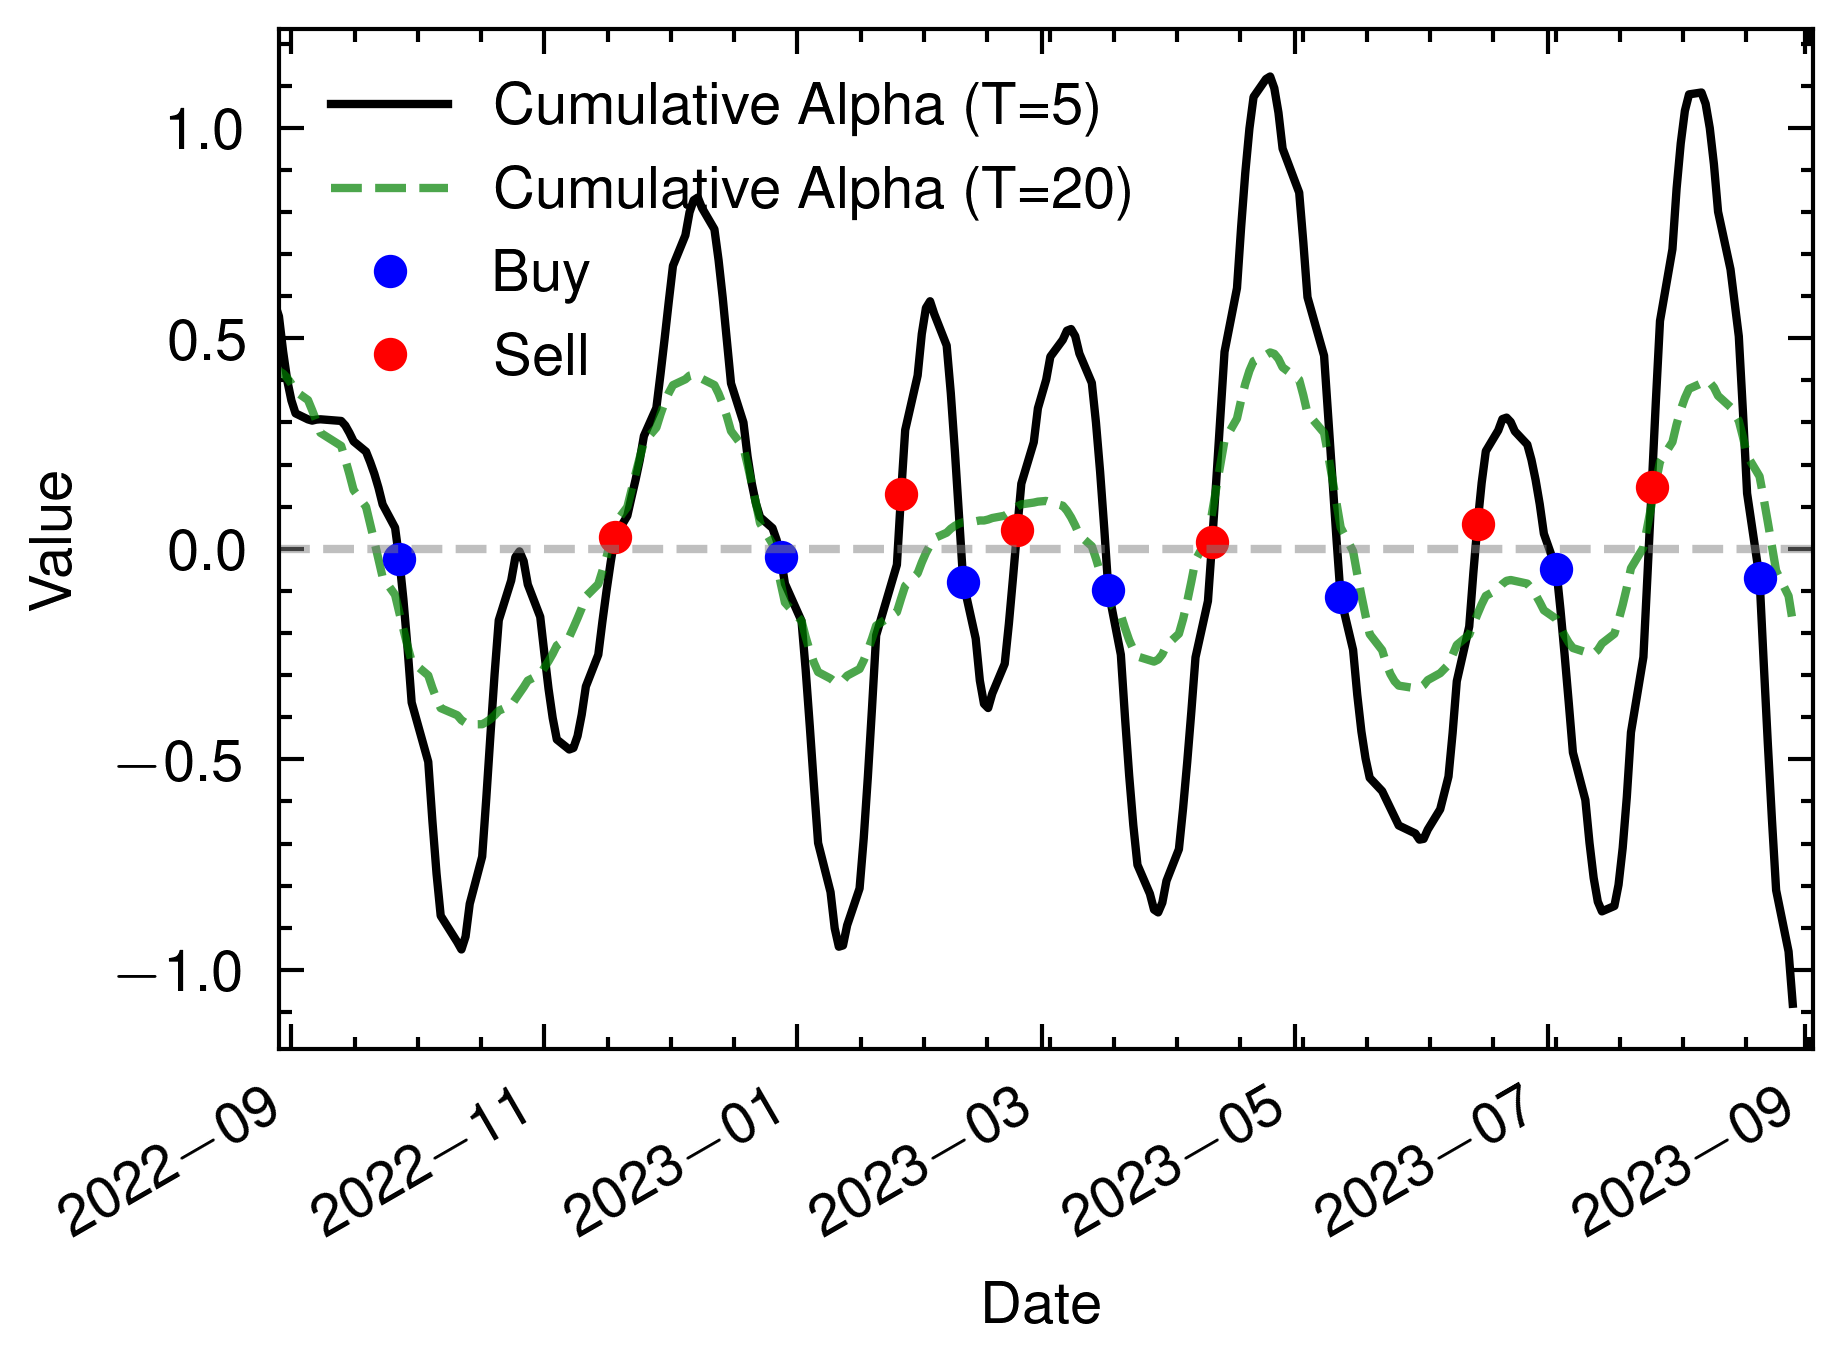 Cumulative Alpha (T=5)
Cumulative Alpha (T=20)
Buy
Sell
Value
1.0
0.5
0.0
−0.5
−1.0
2022−09
2022−11
2023−01
2023−03
2023−05
2023−07
2023−09
Date